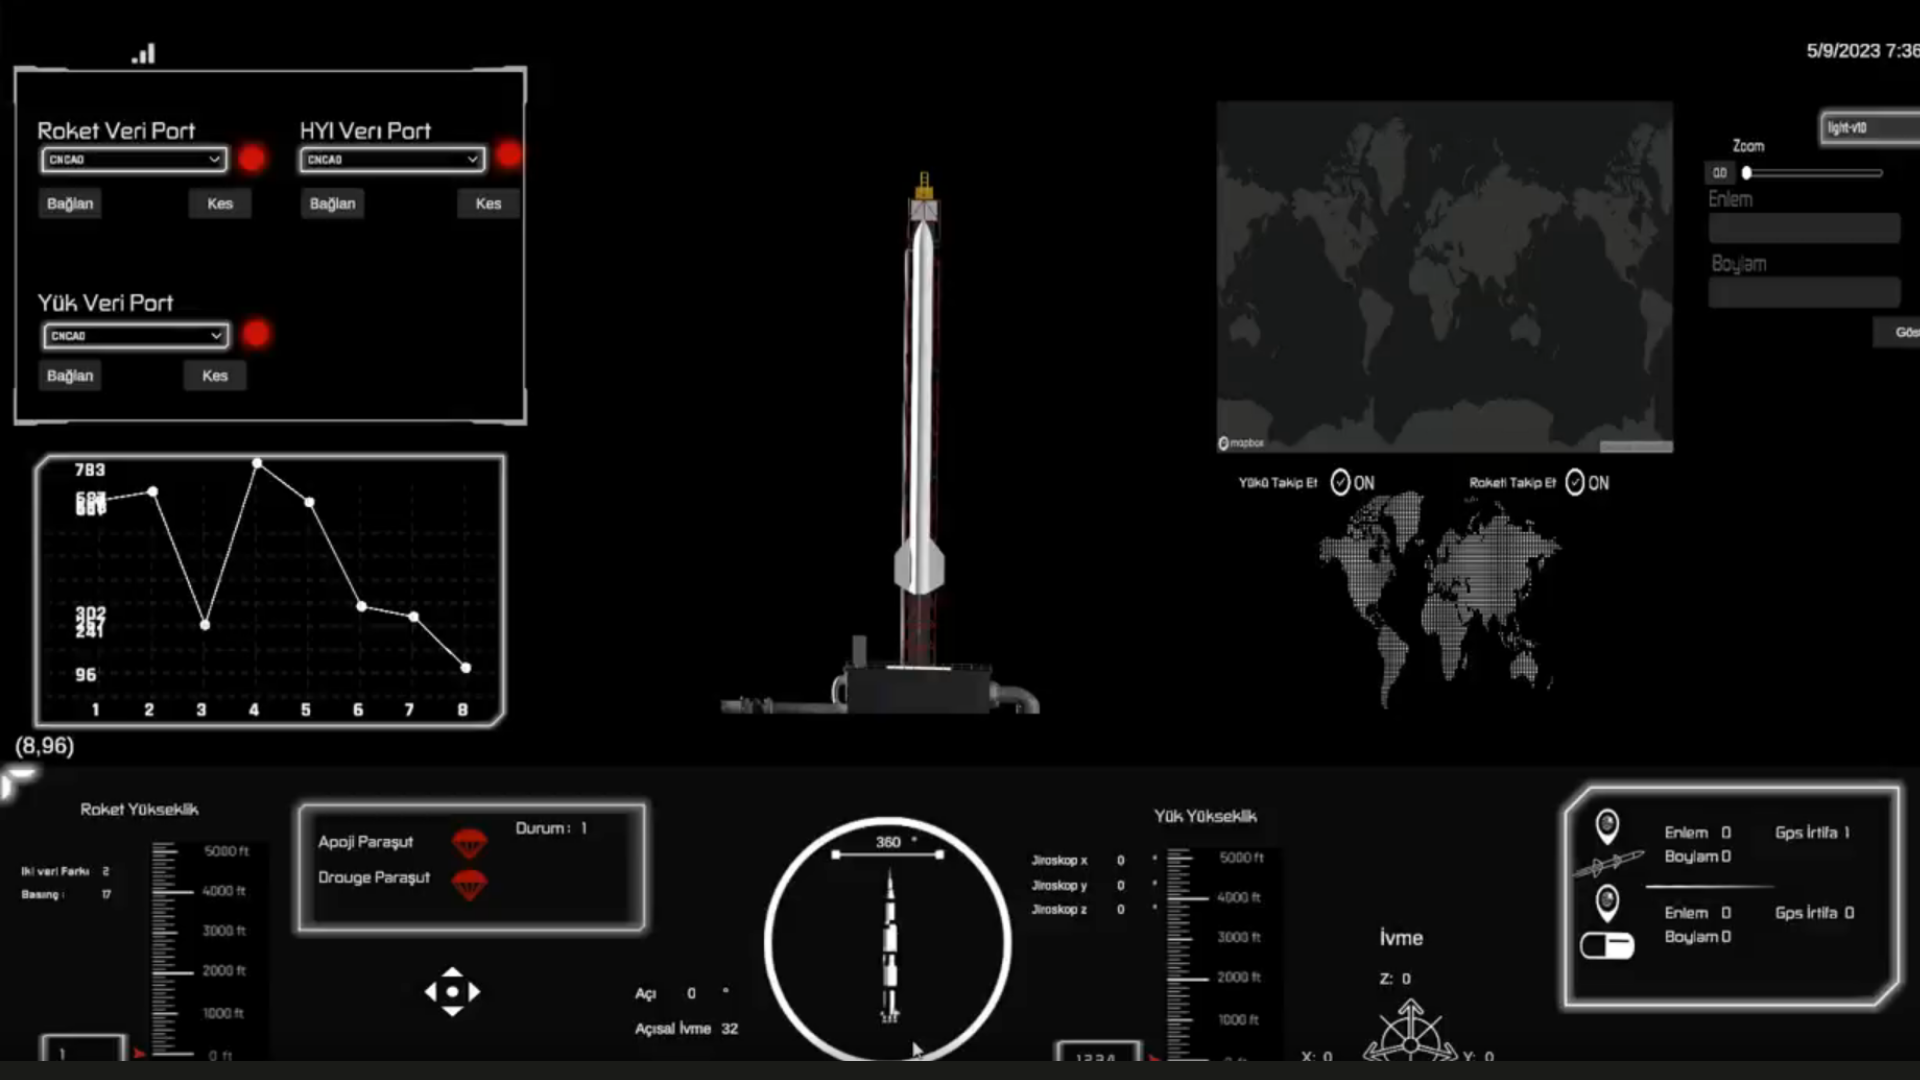 5/9/2023 7:36
Roket Veri Port
HYI Veri Port
CNCA0
CNCA0
Bağlan
Kes
Bağlan
Kes
Yük Veri Port
CNCA0
Bağlan
Kes
light-v10
Zoom
0.0
Enlem
Boylam
Gös
mapbox
Yükü Takip Et
ON
Roketi Takip Et
ON
783
302
241
96
1 2 3 4 5 6 7 8
(8,96)
Roket Yükseklik
Iki veri Farkı 2
Basınç : 17
5000 ft
4000 ft
3000 ft
2000 ft
1000 ft
0 ft
1
Apoji Paraşut
Drouge Paraşut
Durum : 1
Açı 0 °
Açısal İvme 32
360 °
Jiroskop x 0 °
Jiroskop y 0 °
Jiroskop z 0 °
Yük Yükseklik
5000 ft
4000 ft
3000 ft
2000 ft
1000 ft
1234
İvme
Z: 0
X: 0
Y: 0
Enlem 0
Gps İrtifa 1
Boylam 0
Enlem 0
Gps İrtifa 0
Boylam 0